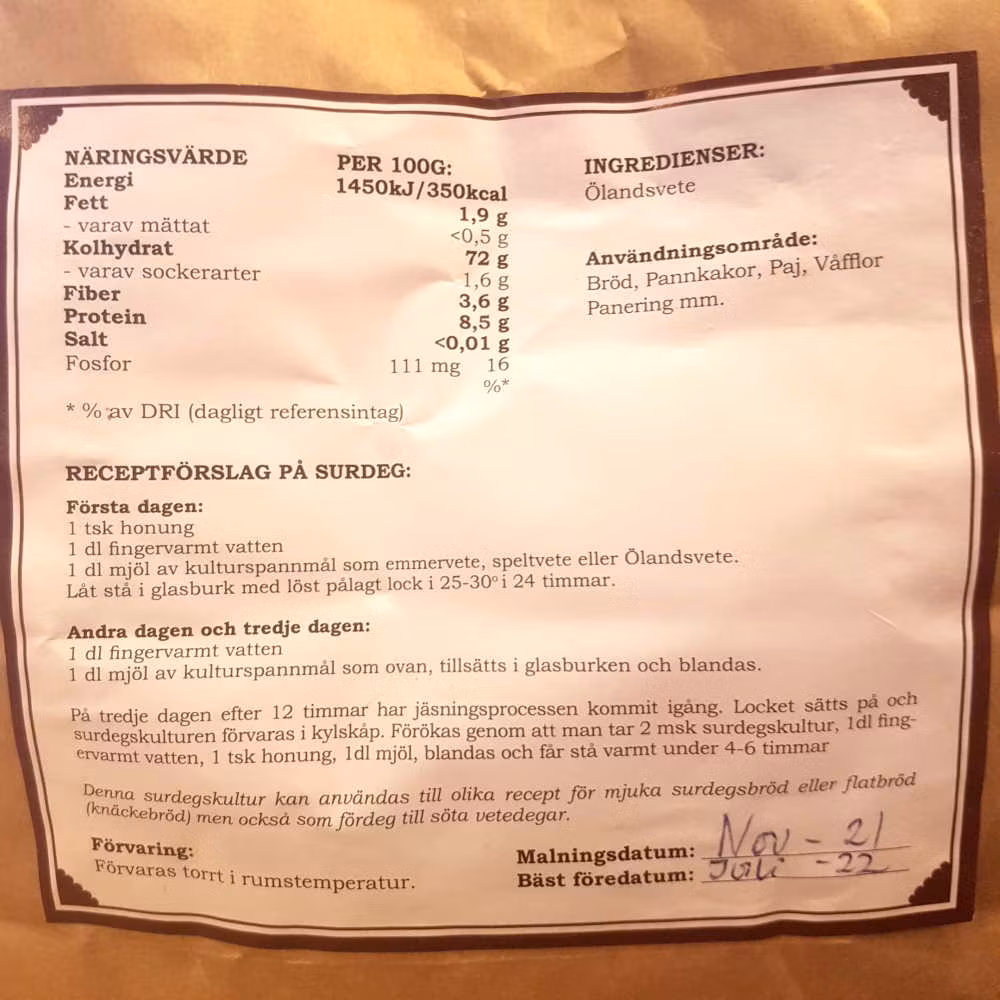 NÄRINGSVÄRDE PER 100G:
Energi 1450kJ/350kcal
Fett 1,9 g
- varav mättat <0,5 g
Kolhydrat 72 g
- varav sockerarter 1,6 g
Fiber 3,6 g
Protein 8,5 g
Salt <0,01 g
Fosfor 111 mg 16
%*
* % av DRI (dagligt referensintag)
INGREDIENSER:
Ölandsvete
Användningsområde:
Bröd, Pannkakor, Paj, Våfflor
Panering mm.
RECEPTFÖRSLAG PÅ SURDEG:
Första dagen:
1 tsk honung
1 dl fingervarmt vatten
1 dl mjöl av kulturspannmål som emmervete, speltvete eller Ölandsvete.
Låt stå i glasburk med löst pålagt lock i 25-30° i 24 timmar.
Andra dagen och tredje dagen:
1 dl fingervarmt vatten
1 dl mjöl av kulturspannmål som ovan, tillsätts i glasburken och blandas.
På tredje dagen efter 12 timmar har jäsningsprocessen kommit igång. Locket sätts på och
surdegskulturen förvaras i kylskåp. Förökas genom att man tar 2 msk surdegskultur, 1dl fing-
ervarmt vatten, 1 tsk honung, 1dl mjöl, blandas och får stå varmt under 4-6 timmar
Denna surdegskultur kan användas till olika recept för mjuka surdegsbröd eller flatbröd
(knäckebröd) men också som fördeg till söta vetedegar.
Förvaring:
Förvaras torrt i rumstemperatur.
Malningsdatum: Nov - 21
Bäst föredatum: Juli - 22